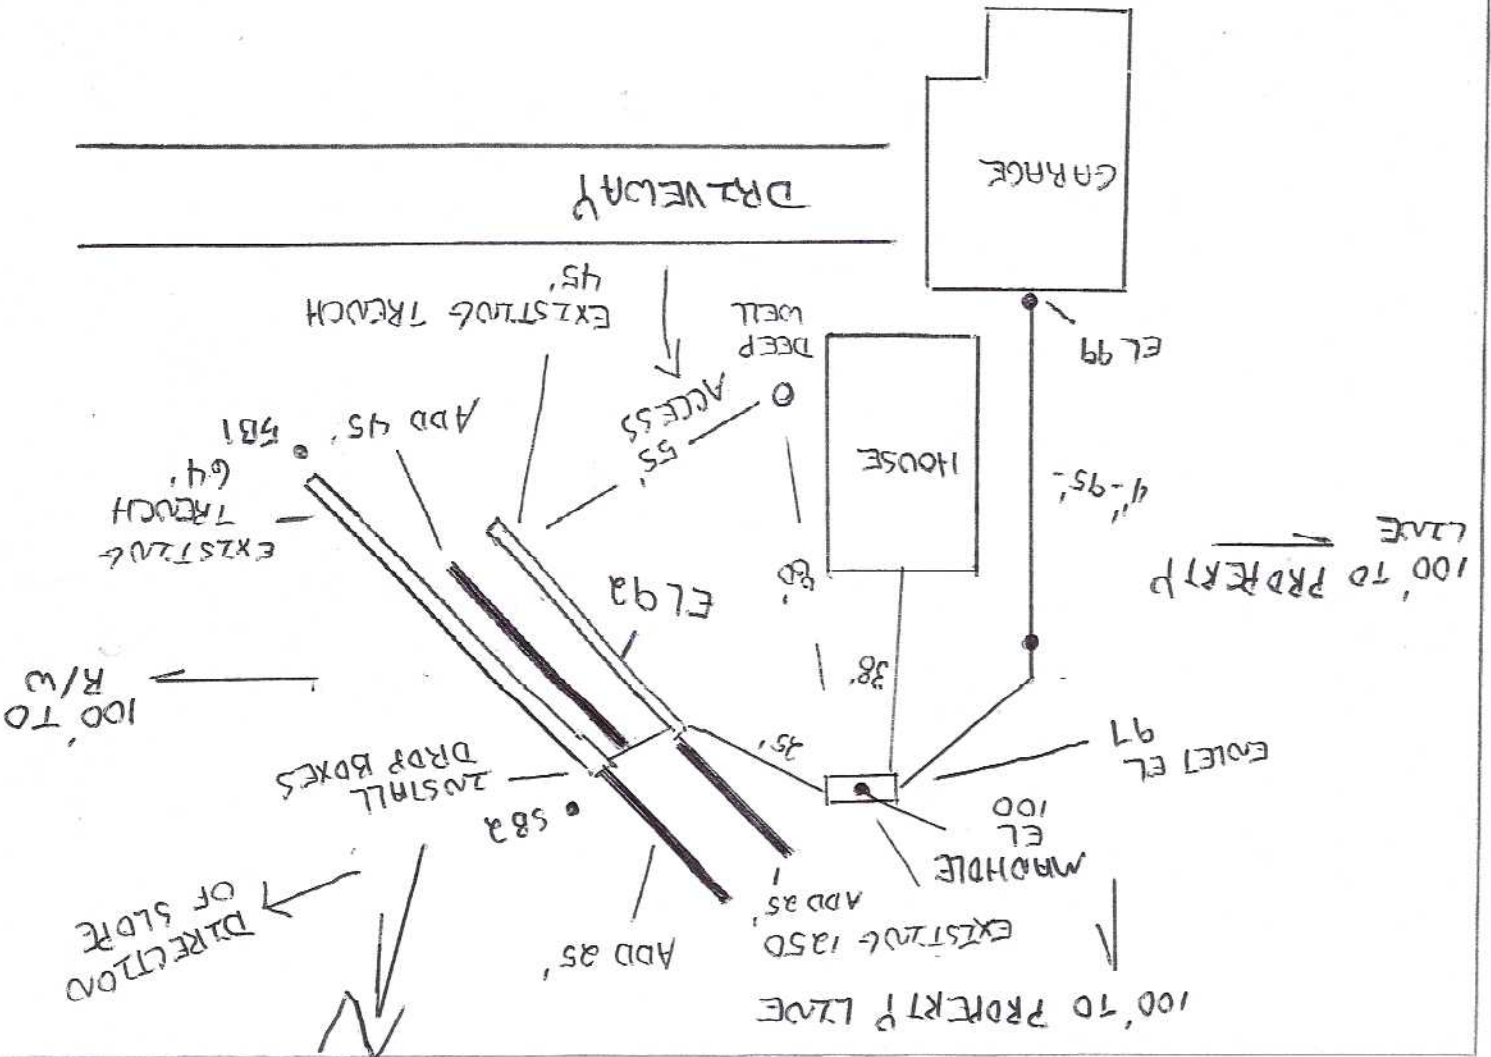 100' TO PROPERTY LINE
N
EXISTING 1250
ADD 25'
ADD 25'
DIRECTION
OF SLOPE
MANHOLE
EL
100
INLET EL
97
SB2
INSTALL
DROP BOXES
35'
38'
100' TO
R/W
100' TO PROPERTY
LINE
80'
EL92
4"-95'-
HOUSE
EXISTING
TRENCH
64'
SB1
55'
ACCESS
ADD 45'
EL 99
DEEP
WELL
EXISTING TRENCH
45'
GARAGE
DRIVEWAY